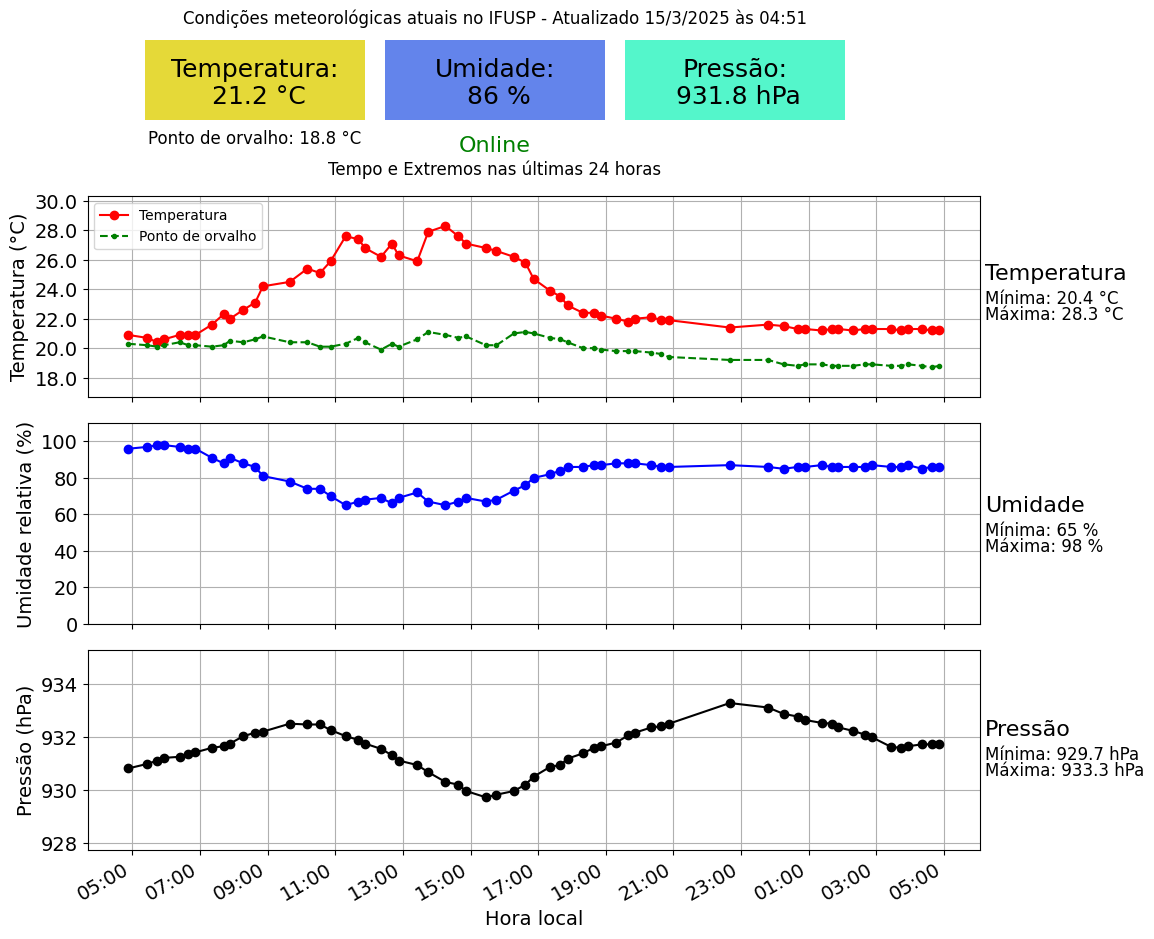 Condições meteorológicas atuais no IFUSP - Atualizado 15/3/2025 às 04:51
Temperatura:
21.2 °C
Umidade:
86 %
Pressão:
931.8 hPa
Ponto de orvalho: 18.8 °C
Online
Tempo e Extremos nas últimas 24 horas
Temperatura (°C)
30.0
28.0
26.0
24.0
22.0
20.0
18.0
Temperatura
Ponto de orvalho
Temperatura
Mínima: 20.4 °C
Máxima: 28.3 °C
Umidade relativa (%)
100
80
60
40
20
0
Umidade
Mínima: 65 %
Máxima: 98 %
Pressão (hPa)
934
932
930
928
Pressão
Mínima: 929.7 hPa
Máxima: 933.3 hPa
05:00 07:00 09:00 11:00 13:00 15:00 17:00 19:00 21:00 23:00 01:00 03:00 05:00
Hora local